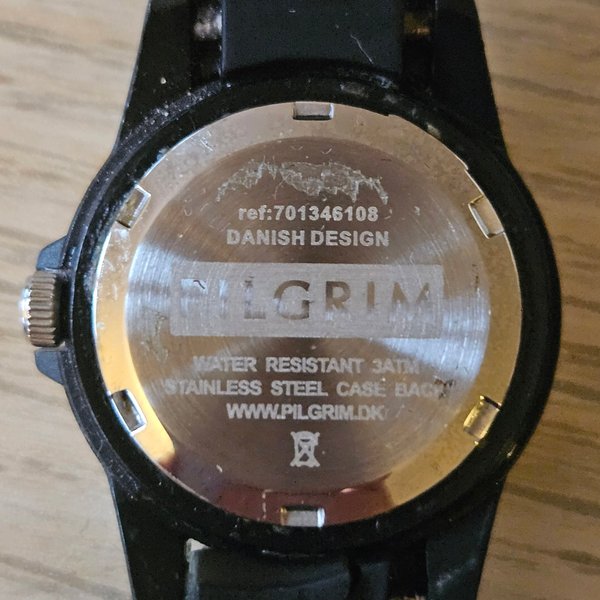 ref:701346108
DANISH DESIGN
PILGRIM
WATER RESISTANT 3ATM
STAINLESS STEEL CASE BACK
WWW.PILGRIM.DK